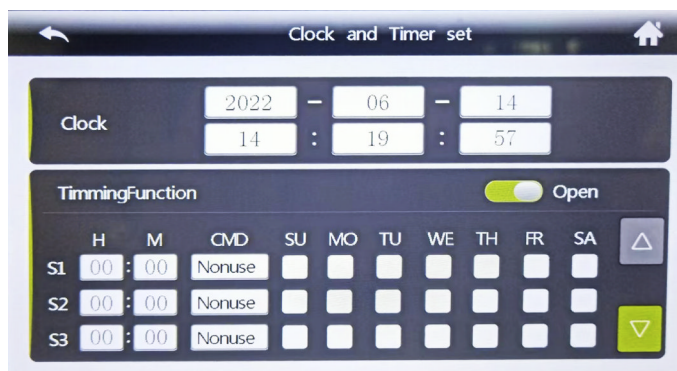 Clock and Timer set
Clock
2022 - 06 - 14
14 : 19 : 57
TimmingFunction Open
H M CMD SU MO TU WE TH FR SA
S1 00 : 00 Nonuse
S2 00 : 00 Nonuse
S3 00 : 00 Nonuse